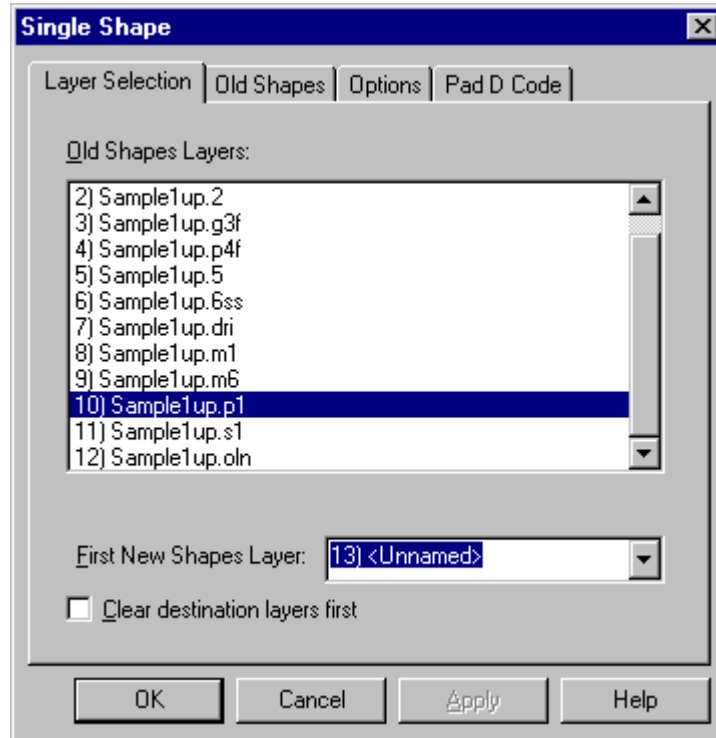 Single Shape
Layer Selection
Old Shapes
Options
Pad D Code
Old Shapes Layers:
2) Sample1up.2
3) Sample1up.g3f
4) Sample1up.p4f
5) Sample1up.5
6) Sample1up.6ss
7) Sample1up.dri
8) Sample1up.m1
9) Sample1up.m6
10) Sample1up.p1
11) Sample1up.s1
12) Sample1up.oln
First New Shapes Layer: 13) <Unnamed>
Clear destination layers first
OK Cancel Apply Help